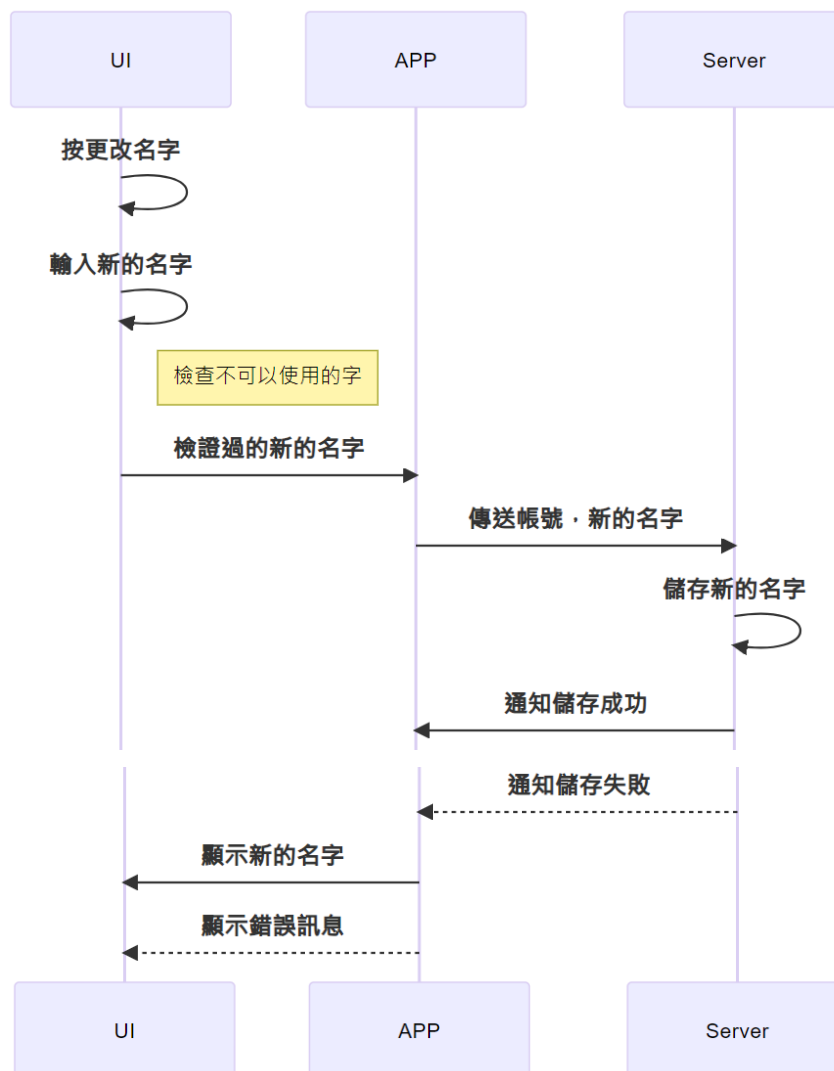 UI
APP
Server
按更改名字
輸入新的名字
檢查不可以使用的字
檢證過的新的名字
傳送帳號，新的名字
儲存新的名字
通知儲存成功
通知儲存失敗
顯示新的名字
顯示錯誤訊息
UI
APP
Server